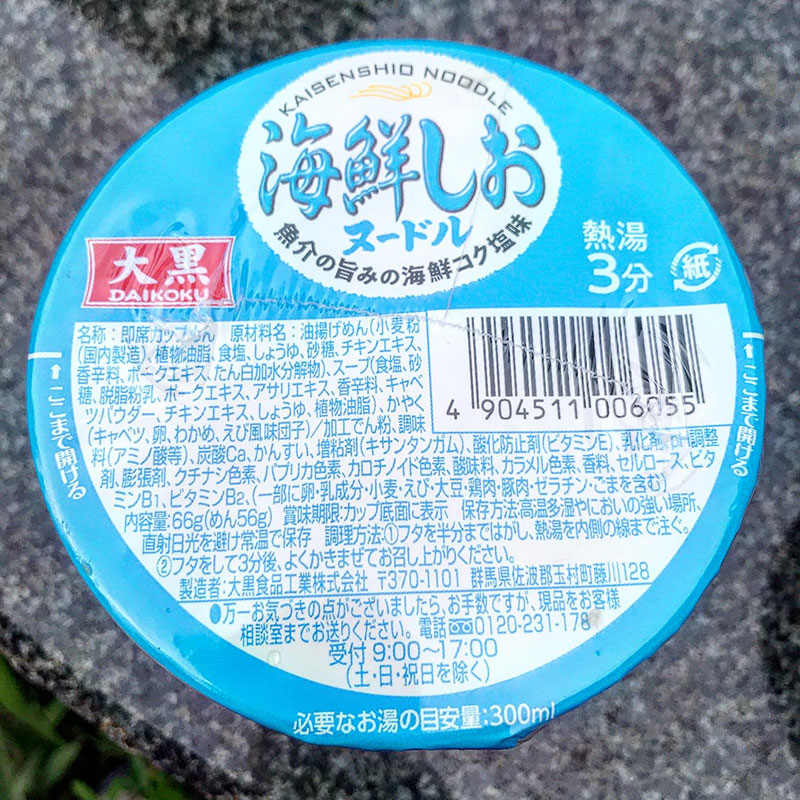 KAISENSHIO NOODLE
海鮮しお
ヌードル
魚介の旨みの海鮮コク塩味
大黒
DAIKOKU
熱湯
3分
紙
名称:即席カップめん 原材料名:油揚げめん(小麦粉
(国内製造)、植物油脂、食塩、しょうゆ、砂糖、チキンエキス、
香辛料、ポークエキス、たん白加水分解物)、スープ(食塩、砂
糖、脱脂粉乳、ポークエキス、アサリエキス、香辛料、キャベ
ツパウダー、チキンエキス、しょうゆ、植物油脂)、かやく
(キャベツ、卵、わかめ、えび風味団子)/加工でん粉、調味
料(アミノ酸等)、炭酸Ca、かんすい、増粘剤(キサンタンガム)、酸化防止剤(ビタミンE)、乳化剤、pH調整
剤、膨張剤、クチナシ色素、パプリカ色素、カロチノイド色素、酸味料、カラメル色素、香料、セルロース、ビタ
ミンB1、ビタミンB2、(一部に卵・乳成分・小麦・えび・大豆・鶏肉・豚肉・ゼラチン・ごまを含む)
内容量:66g(めん56g) 賞味期限:カップ底面に表示 保存方法:高温多湿やにおいの強い場所、
直射日光を避け常温で保存 調理方法:①フタを半分まではがし、熱湯を内側の線まで注ぐ。
②フタをして3分後、よくかきまぜてお召し上がりください。
製造者:大黒食品工業株式会社 〒370-1101 群馬県佐波郡玉村町藤川128
●万一お気づきの点がございましたら、お手数ですが、現品をお客様
相談室までお送りください。電話☎0120-231-178
受付 9:00〜17:00
(土・日・祝日を除く)
必要なお湯の目安量:300ml
4 904511 006055
↑ここまで開ける
↑ここまで開ける